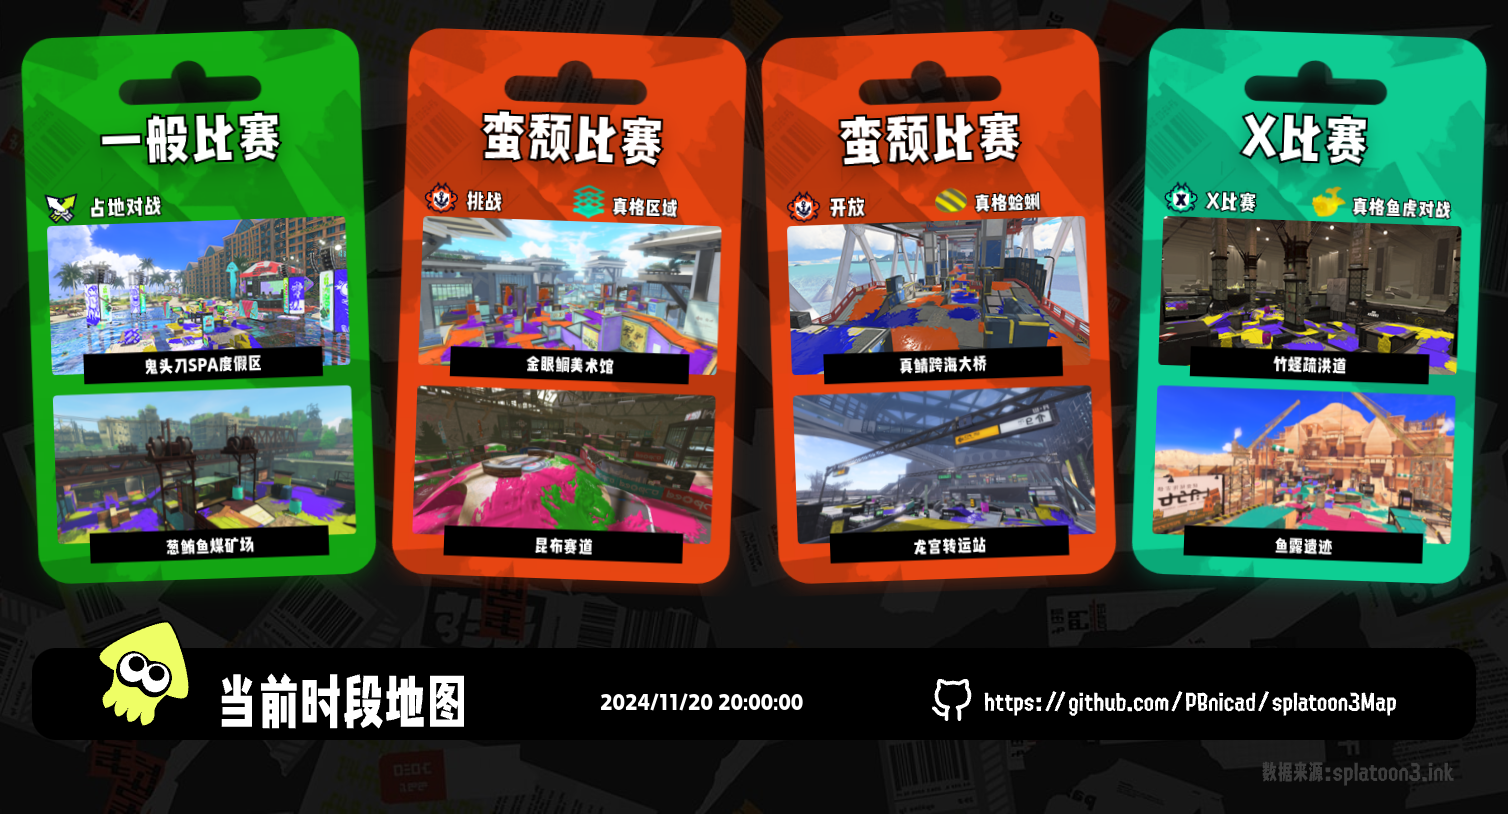 一般比赛
占地对战
鬼头刀SPA度假区
葱鲔鱼煤矿场
蛮颓比赛
挑战
真格区域
金眼鲷美术馆
昆布赛道
蛮颓比赛
开放
真格蛤蜊
真鲭跨海大桥
龙宫转运站
X比赛
X比赛
真格鱼虎对战
竹蛏疏洪道
鱼露遗迹
当前时段地图
2024/11/20 20:00:00
https://github.com/PBnicad/splatoon3Map
数据来源:splatoon3.ink